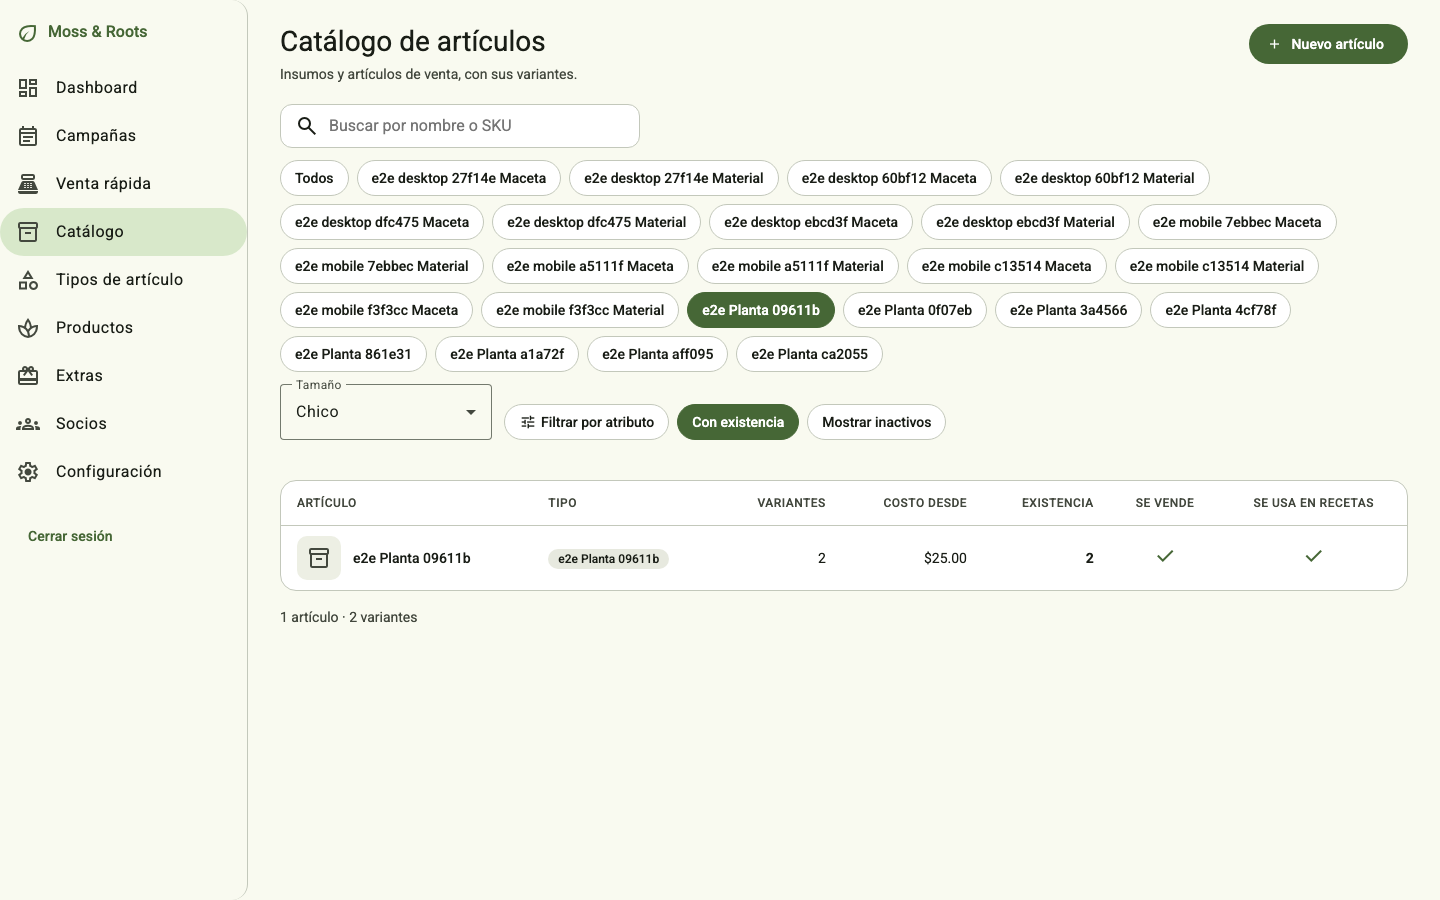 Moss & Roots
Dashboard
Campañas
Venta rápida
Catálogo
Tipos de artículo
Productos
Extras
Socios
Configuración
Cerrar sesión
Catálogo de artículos
Insumos y artículos de venta, con sus variantes.
+ Nuevo artículo
Buscar por nombre o SKU
Todos e2e desktop 27f14e Maceta e2e desktop 27f14e Material e2e desktop 60bf12 Maceta e2e desktop 60bf12 Material
e2e desktop dfc475 Maceta e2e desktop dfc475 Material e2e desktop ebcd3f Maceta e2e desktop ebcd3f Material e2e mobile 7ebbec Maceta
e2e mobile 7ebbec Material e2e mobile a5111f Maceta e2e mobile a5111f Material e2e mobile c13514 Maceta e2e mobile c13514 Material
e2e mobile f3f3cc Maceta e2e mobile f3f3cc Material e2e Planta 09611b e2e Planta 0f07eb e2e Planta 3a4566 e2e Planta 4cf78f
e2e Planta 861e31 e2e Planta a1a72f e2e Planta aff095 e2e Planta ca2055
Tamaño
Chico
Filtrar por atributo Con existencia Mostrar inactivos
ARTÍCULO TIPO VARIANTES COSTO DESDE EXISTENCIA SE VENDE SE USA EN RECETAS
e2e Planta 09611b e2e Planta 09611b 2 $25.00 2
1 artículo · 2 variantes